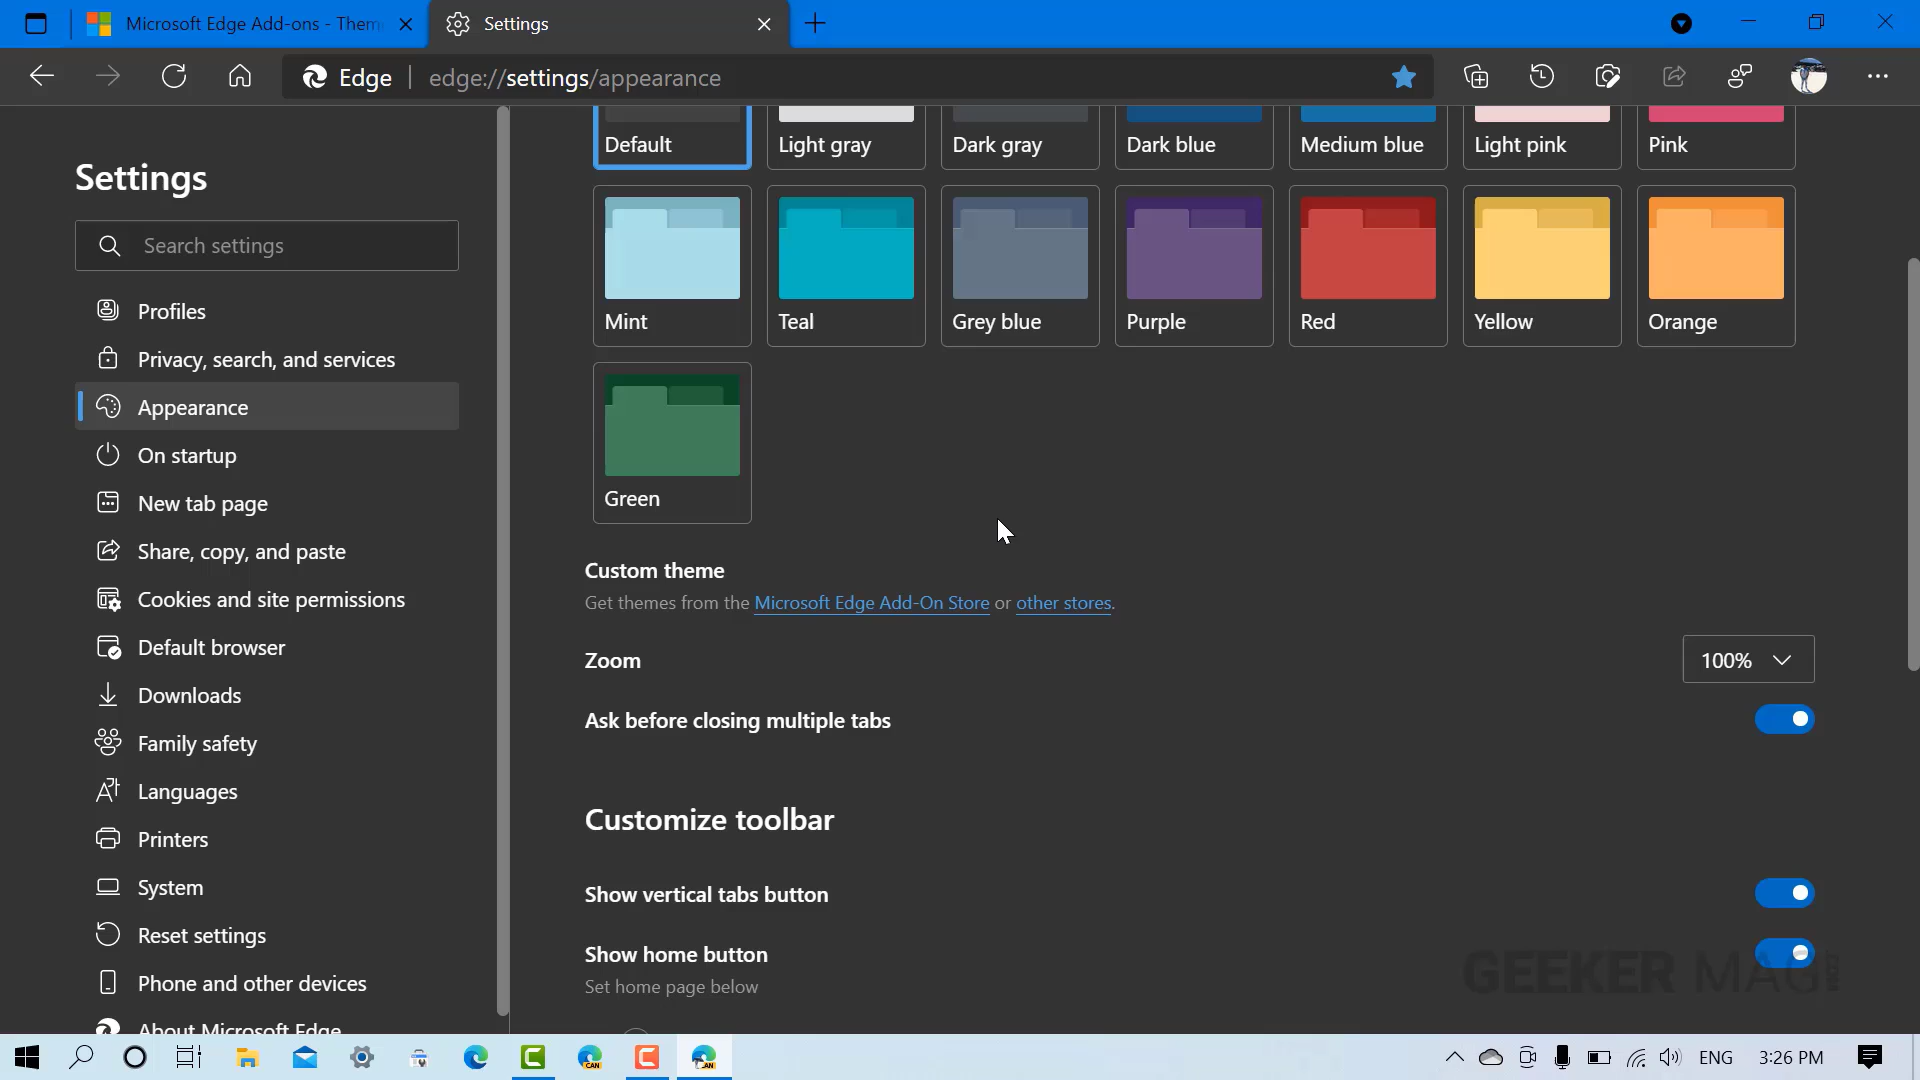 Microsoft Edge Add-ons - Them
Settings
Edge
edge://settings/appearance
Settings
Search settings
Profiles
Privacy, search, and services
Appearance
On startup
New tab page
Share, copy, and paste
Cookies and site permissions
Default browser
Downloads
Family safety
Languages
Printers
System
Reset settings
Phone and other devices
About Microsoft Edge
Default
Light gray
Dark gray
Dark blue
Medium blue
Light pink
Pink
Mint
Teal
Grey blue
Purple
Red
Yellow
Orange
Green
Custom theme
Get themes from the Microsoft Edge Add-On Store or other stores.
Zoom
100%
Ask before closing multiple tabs
Customize toolbar
Show vertical tabs button
Show home button
Set home page below
GEEKER MAG
CAN
CAN
ENG
3:26 PM